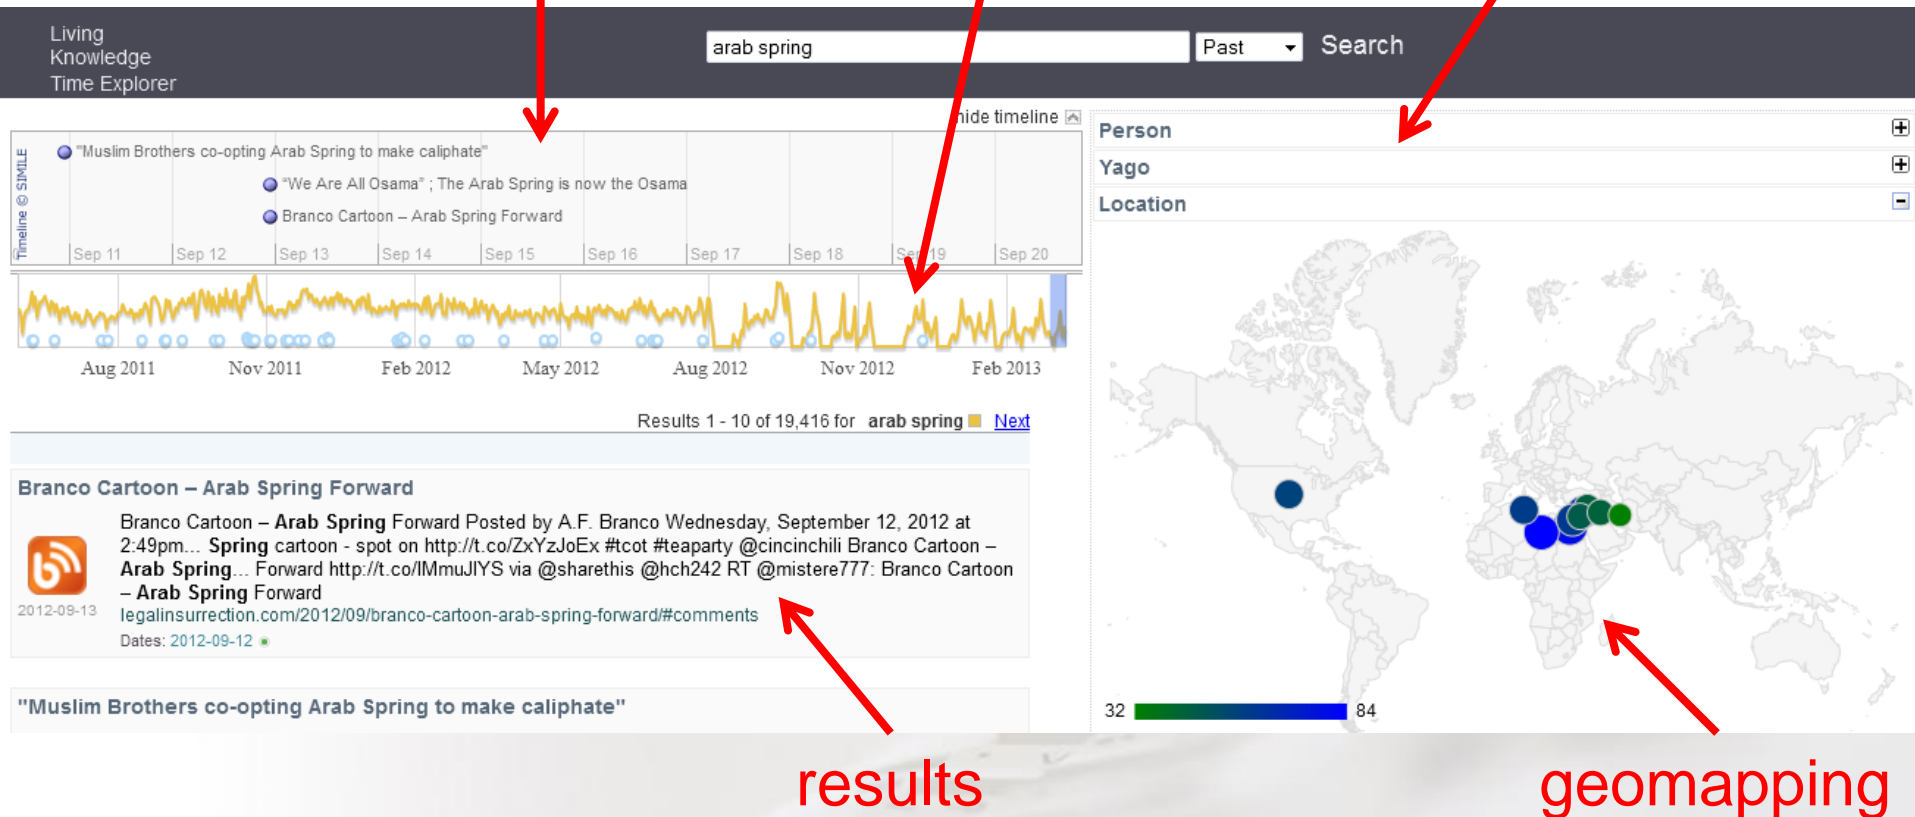 Living
Knowledge
Time Explorer
arab spring
Past
Search
hide timeline
Timeline © SIMILE
"Muslim Brothers co-opting Arab Spring to make caliphate"
"We Are All Osama" ; The Arab Spring is now the Osama
Branco Cartoon – Arab Spring Forward
Sep 11 Sep 12 Sep 13 Sep 14 Sep 15 Sep 16 Sep 17 Sep 18 Sep 19 Sep 20
Aug 2011 Nov 2011 Feb 2012 May 2012 Aug 2012 Nov 2012 Feb 2013
Results 1 - 10 of 19,416 for arab spring Next
Branco Cartoon – Arab Spring Forward
Branco Cartoon – Arab Spring Forward Posted by A.F. Branco Wednesday, September 12, 2012 at
2:49pm... Spring cartoon - spot on http://t.co/ZxYzJoEx #tcot #teaparty @cincinchili Branco Cartoon –
Arab Spring... Forward http://t.co/IMmuJIYS via @sharethis @hch242 RT @mistere777: Branco Cartoon
– Arab Spring Forward
2012-09-13
legalinsurrection.com/2012/09/branco-cartoon-arab-spring-forward/#comments
Dates: 2012-09-12
"Muslim Brothers co-opting Arab Spring to make caliphate"
Person
Yago
Location
32 84
results
geomapping